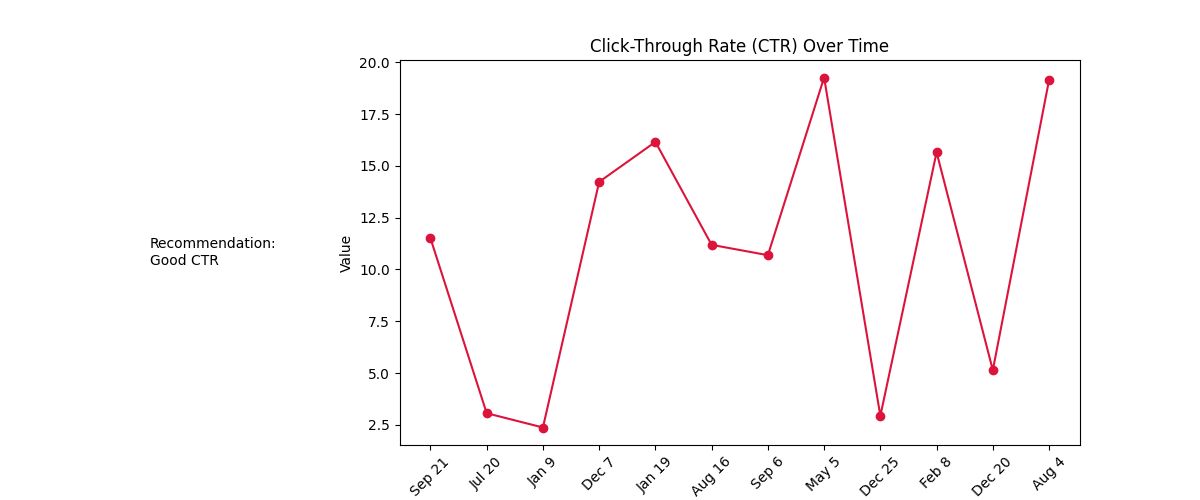 Click-Through Rate (CTR) Over Time
Recommendation:
Good CTR
Value
20.0
17.5
15.0
12.5
10.0
7.5
5.0
2.5
Sep 21
Jul 20
Jan 9
Dec 7
Jan 19
Aug 16
Sep 6
May 5
Dec 25
Feb 8
Dec 20
Aug 4